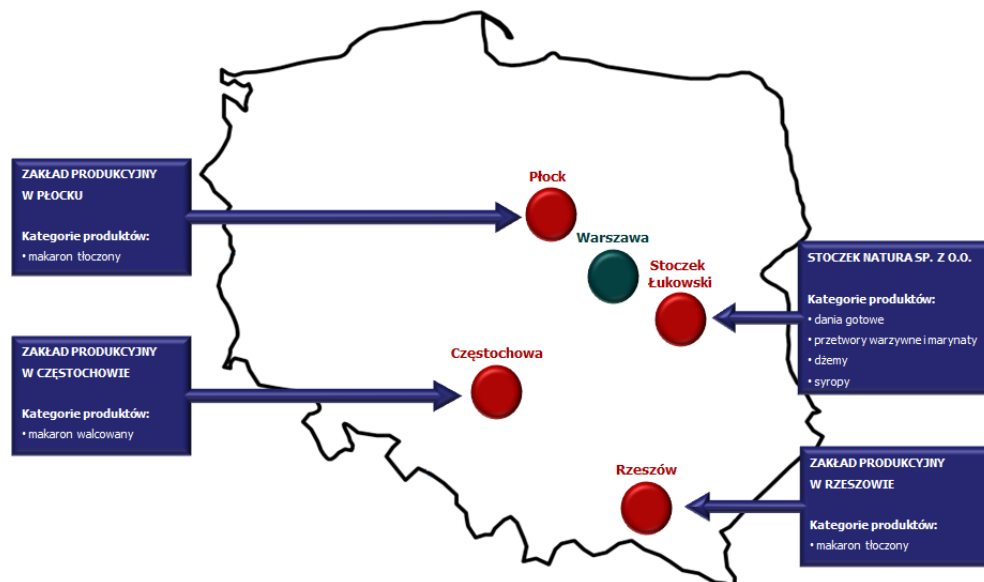 ZAKŁAD PRODUKCYJNY
W PŁOCKU
Kategorie produktów:
• makaron tłoczony
Płock
Warszawa
Stoczek
Łukowski
STOCZEK NATURA SP. Z O.O.
Kategorie produktów:
• dania gotowe
• przetwory warzywne i marynaty
• dżemy
• syropy
ZAKŁAD PRODUKCYJNY
W CZĘSTOCHOWIE
Kategorie produktów:
• makaron walcowany
Częstochowa
Rzeszów
ZAKŁAD PRODUKCYJNY
W RZESZOWIE
Kategorie produktów:
• makaron tłoczony